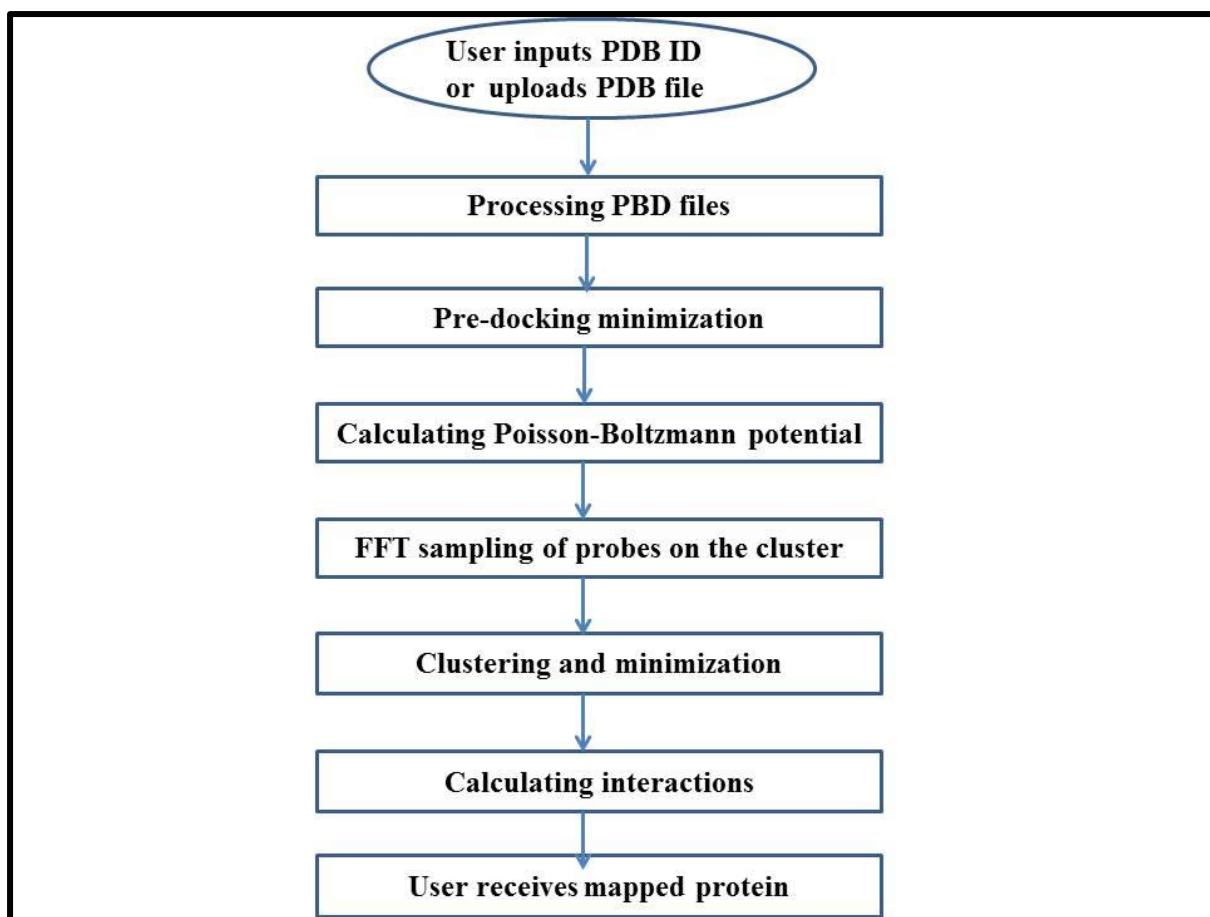 User inputs PDB ID
or uploads PDB file
Processing PBD files
Pre-docking minimization
Calculating Poisson-Boltzmann potential
FFT sampling of probes on the cluster
Clustering and minimization
Calculating interactions
User receives mapped protein